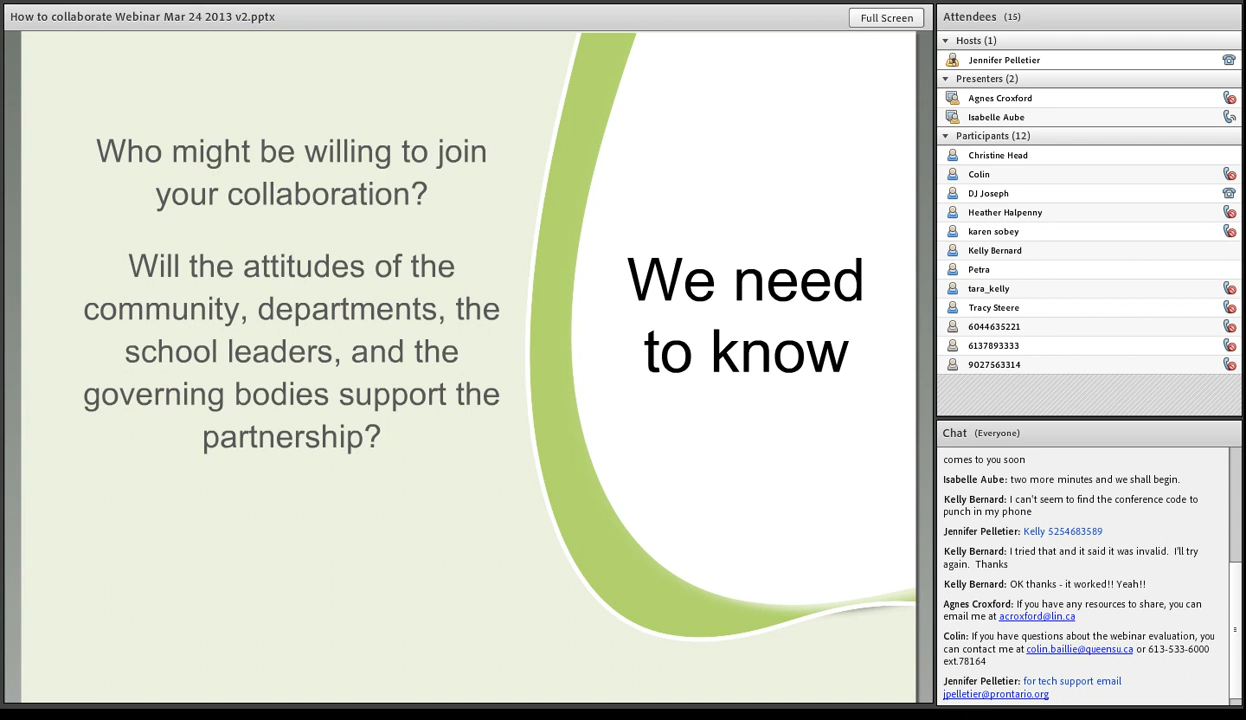 How to collaborate Webinar Mar 24 2013 v2.pptx
Full Screen
Who might be willing to join
your collaboration?
Will the attitudes of the
community, departments, the
school leaders, and the
governing bodies support the
partnership?
We need
to know
Attendees (15)
Hosts (1)
Jennifer Pelletier
Presenters (2)
Agnes Croxford
Isabelle Aube
Participants (12)
Christine Head
Colin
DJ Joseph
Heather Halpenny
karen sobey
Kelly Bernard
Petra
tara_kelly
Tracy Steere
6044635221
6137893333
9027563314
Chat (Everyone)
comes to you soon
Isabelle Aube: two more minutes and we shall begin.
Kelly Bernard: I can't seem to find the conference code to
punch in my phone
Jennifer Pelletier: Kelly 5254683589
Kelly Bernard: I tried that and it said it was invalid. I'll try
again. Thanks
Kelly Bernard: OK thanks - it worked!! Yeah!!
Agnes Croxford: If you have any resources to share, you can
email me at acroxford@lin.ca
Colin: If you have questions about the webinar evaluation, you
can contact me at colin.baillie@queensu.ca or 613-533-6000
ext.78164
Jennifer Pelletier: for tech support email
jpelletier@prontario.org